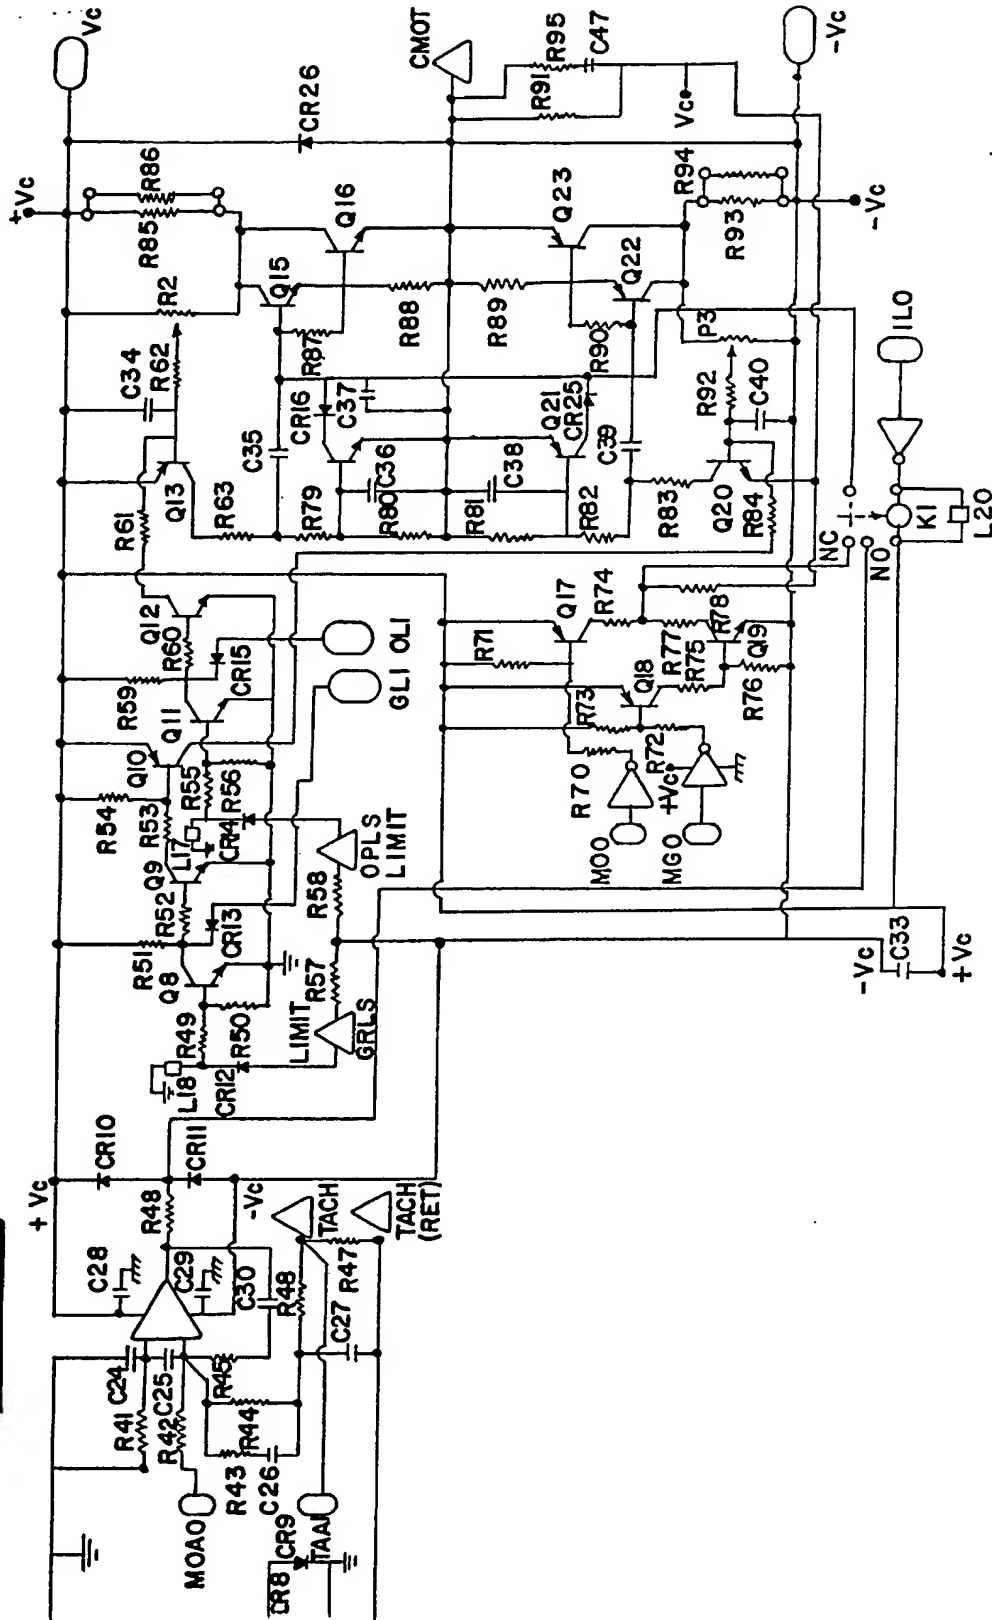 Vc
+Vc
R86
R85
CR26
CMOT
R95
C47
R91
Vc
-Vc
R94
R93
-Vc
Q16
Q23
Q15
Q22
R2
R88
R89
P3
C34
R62
R87
CR16
C37
R90
Q21
CR25
R92
C40
1LO
C35
C39
Q13
C36
C38
R61
R63
R79
R80
R81
R82
R83
Q20
R84
K1
L20
NC
NO
Q12
R60
CR15
OL1
GL1
R59
Q11
R71
Q17
R74
R78
R77
R75
Q19
Q18
R76
R73
R72
R70
+Vc
MOO
MGO
Q10
R54
R53
R55
R56
L17
CR14
OPLS
LIMIT
Q9
R52
CR13
R58
R51
Q8
R57
R49
R50
LIMIT
GRLS
L18
CR12
-Vc
C33
+Vc
+Vc
CR10
CR11
R48
-Vc
TACH
TACH
(RET)
C28
C29
C30
R48
R47
C24
C25
R45
C27
R41
R42
R44
R43
C26
MOAO
CR9
TAA1
CR8